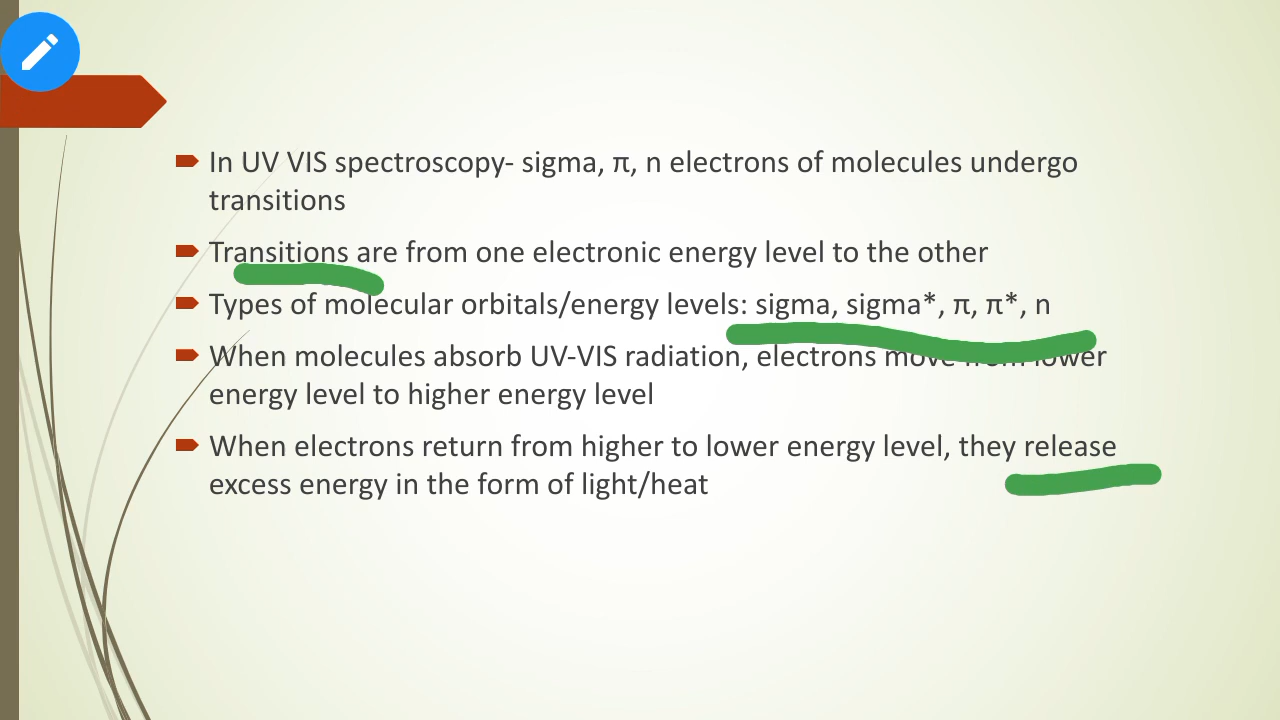 In UV VIS spectroscopy- sigma, π, n electrons of molecules undergo
transitions
Transitions are from one electronic energy level to the other
Types of molecular orbitals/energy levels: sigma, sigma*, π, π*, n
When molecules absorb UV-VIS radiation, electrons move from lower
energy level to higher energy level
When electrons return from higher to lower energy level, they release
excess energy in the form of light/heat